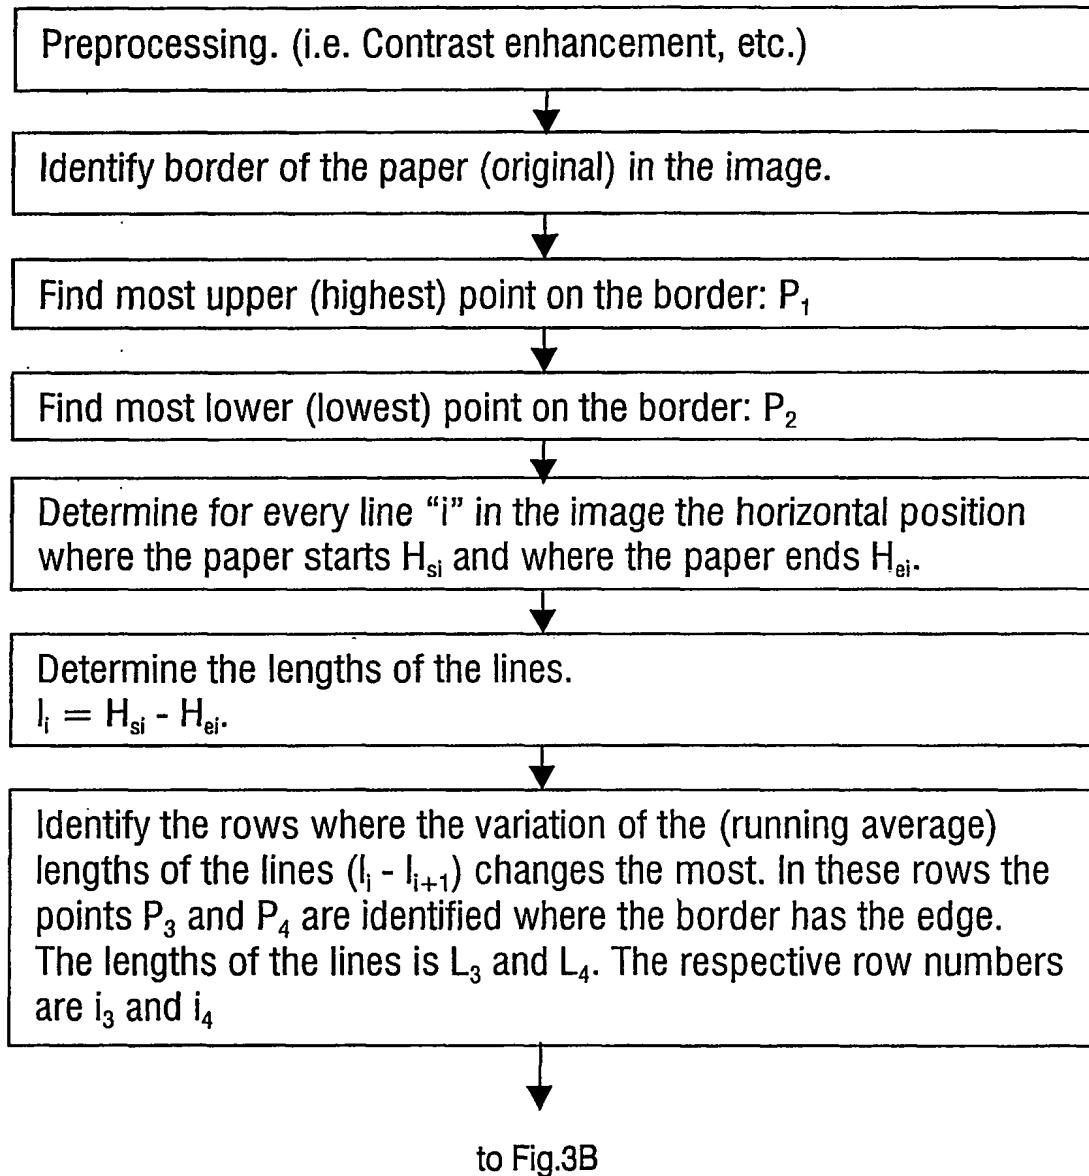 Preprocessing. (i.e. Contrast enhancement, etc.)
Identify border of the paper (original) in the image.
Find most upper (highest) point on the border: P₁
Find most lower (lowest) point on the border: P₂
Determine for every line “i” in the image the horizontal position
where the paper starts Hₛᵢ and where the paper ends Hₑᵢ.
Determine the lengths of the lines.
lᵢ = Hₛᵢ - Hₑᵢ.
Identify the rows where the variation of the (running average)
lengths of the lines (lᵢ - lᵢ₊₁) changes the most. In these rows the
points P₃ and P₄ are identified where the border has the edge.
The lengths of the lines is L₃ and L₄. The respective row numbers
are i₃ and i₄
to Fig.3B